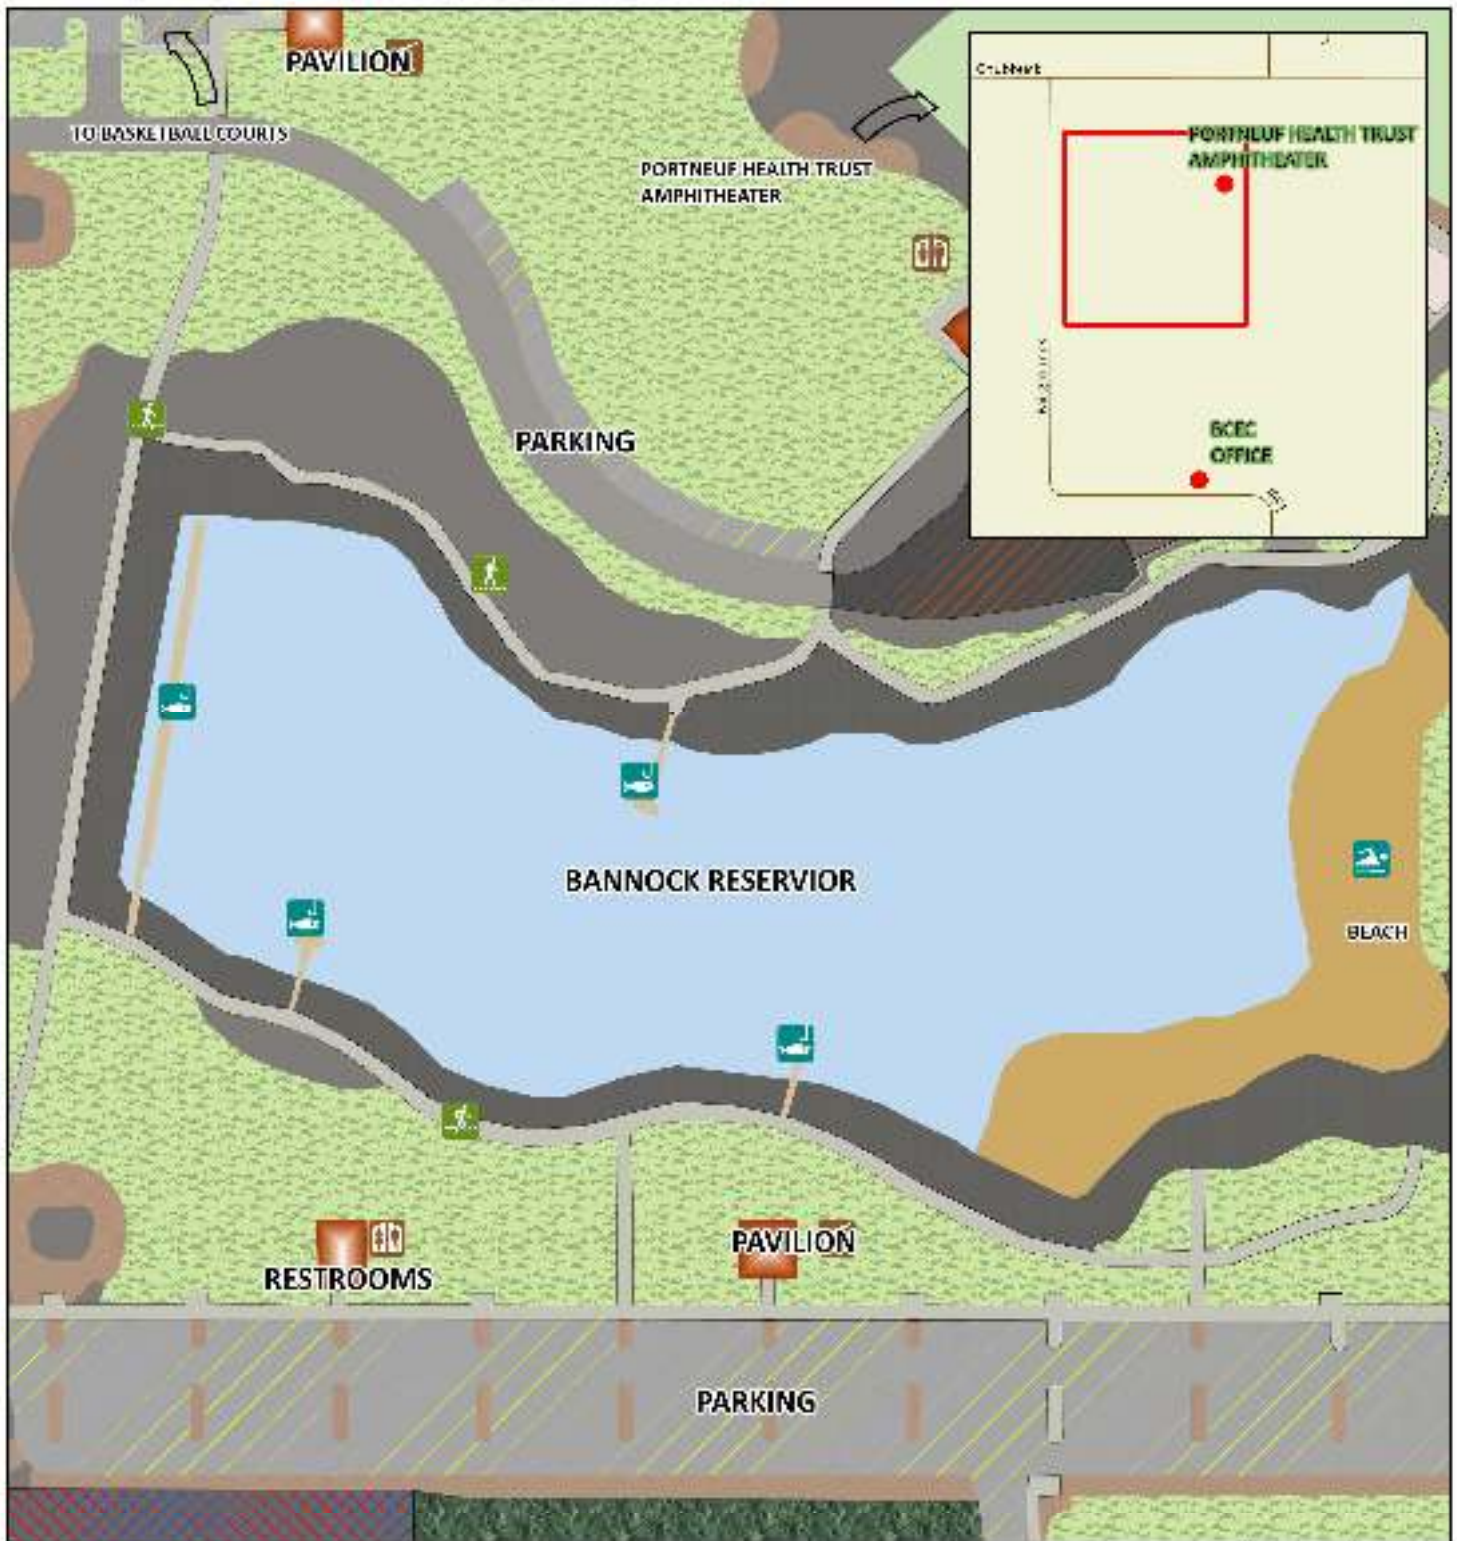 PAVILION
TO BASKETBALL COURTS
PORTNEUF HEALTH TRUST
AMPHITHEATER
PORTNEUF HEALTH TRUST
AMPHITHEATER
BCEC
OFFICE
PARKING
BANNOCK RESERVIOR
BEACH
PAVILION
RESTROOMS
PARKING